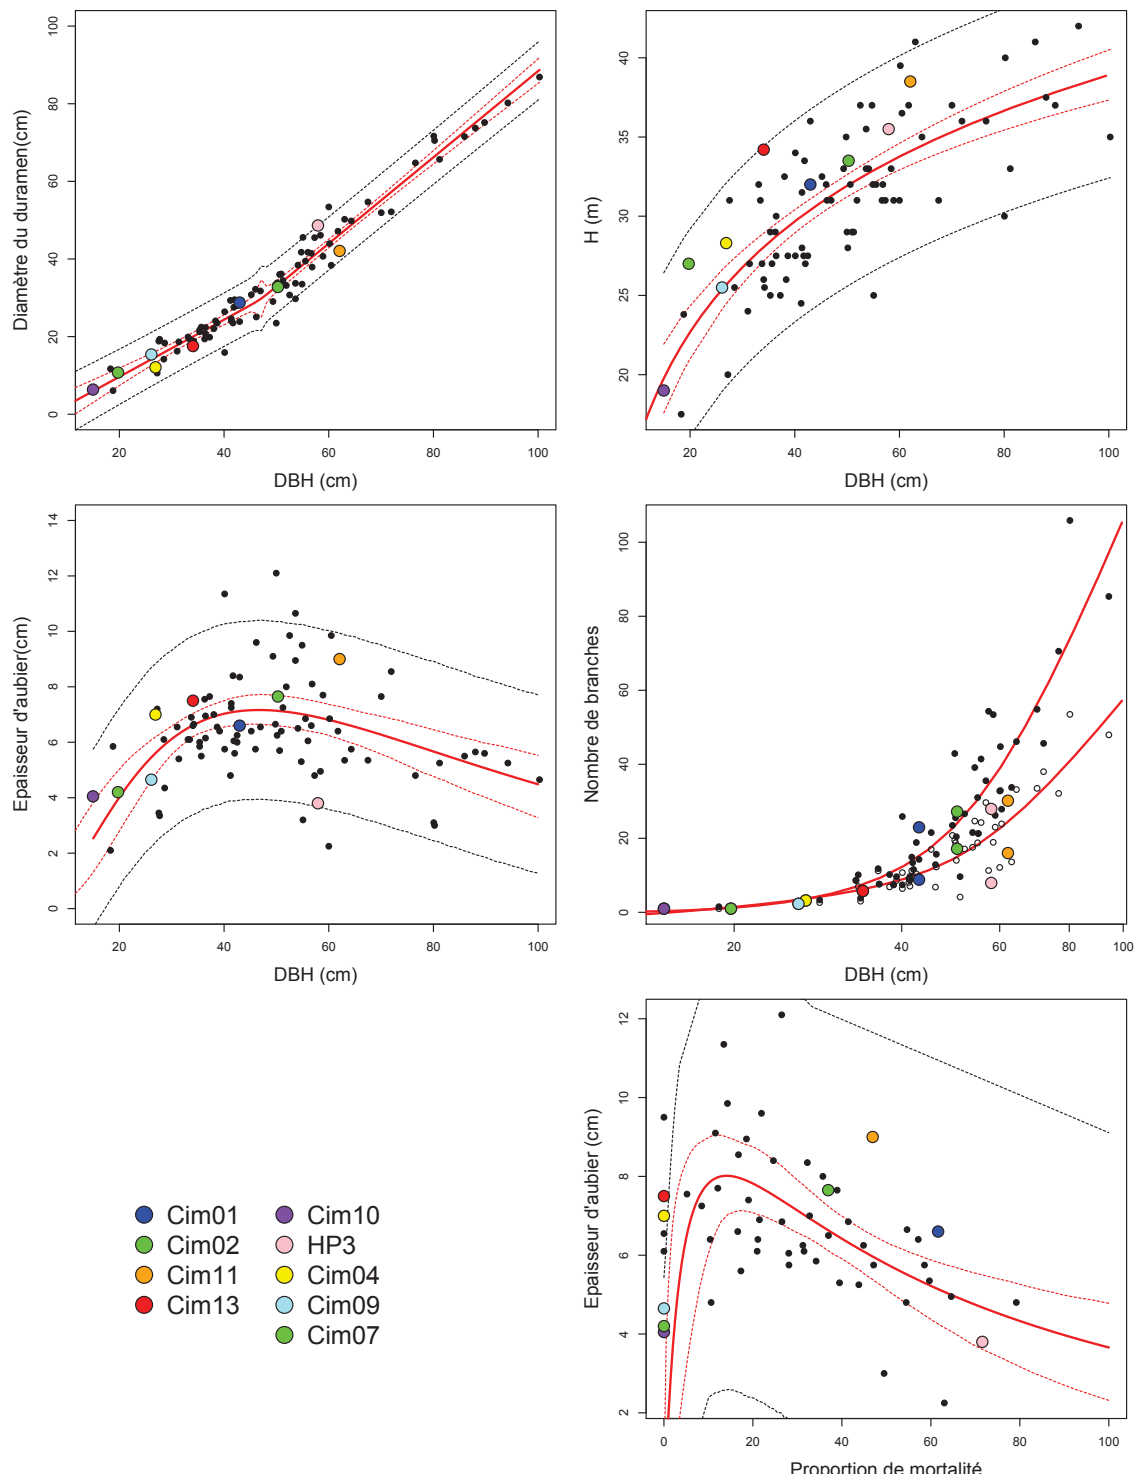 Diamètre du duramen(cm)
0 20 40 60 80 100
20 40 60 80 100
DBH (cm)
H (m)
20 25 30 35 40
20 40 60 80 100
DBH (cm)
Epaisseur d'aubier(cm)
0 2 4 6 8 10 12 14
20 40 60 80 100
DBH (cm)
Nombre de branches
0 20 40 60 80 100
20 40 60 80 100
DBH (cm)
Cim01
Cim02
Cim11
Cim13
Cim10
HP3
Cim04
Cim09
Cim07
Epaisseur d'aubier (cm)
2 4 6 8 10 12
0 20 40 60 80 100
Proportion de mortalité